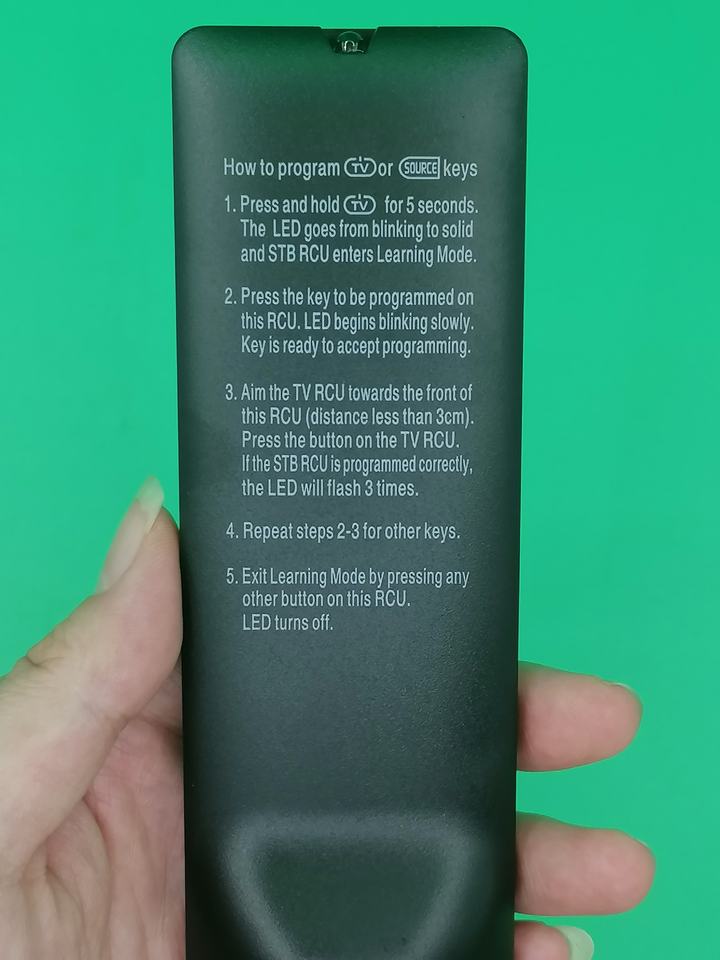 How to program TV or SOURCE keys
1. Press and hold TV for 5 seconds.
The LED goes from blinking to solid
and STB RCU enters Learning Mode.
2. Press the key to be programmed on
this RCU. LED begins blinking slowly.
Key is ready to accept programming.
3. Aim the TV RCU towards the front of
this RCU (distance less than 3cm).
Press the button on the TV RCU.
If the STB RCU is programmed correctly,
the LED will flash 3 times.
4. Repeat steps 2-3 for other keys.
5. Exit Learning Mode by pressing any
other button on this RCU.
LED turns off.